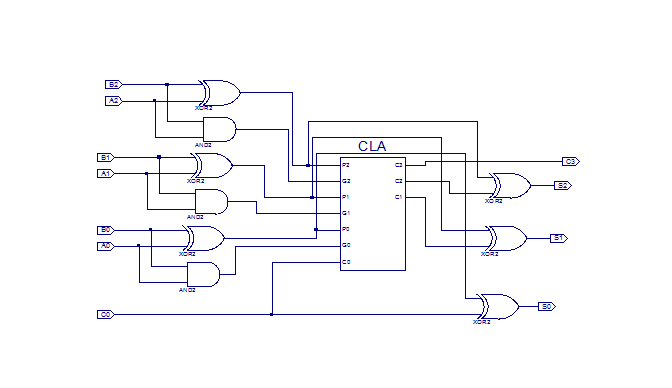 B2
A2
XOR2
AND2
B1
A1
XOR2
AND2
B0
A0
XOR2
AND2
C0
CLA
P2 C3
G2 C2
P1 C1
G1
P0
G0
C0
C3
S2
XOR2
S1
XOR2
S0
XOR2